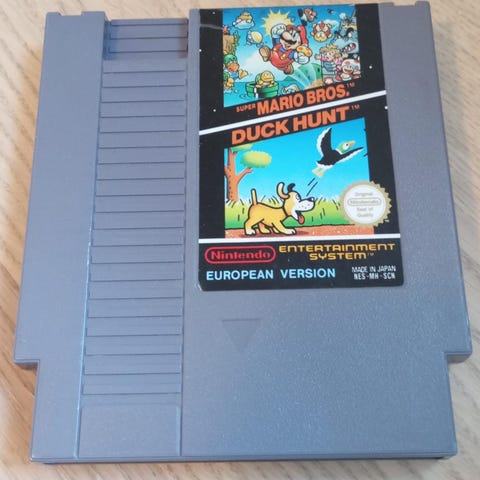 SUPER MARIO BROS.™
DUCK HUNT™
Original
Nintendo
Seal of
Quality
Nintendo
ENTERTAINMENT
SYSTEM™
EUROPEAN VERSION
MADE IN JAPAN
NES-MH-SCN